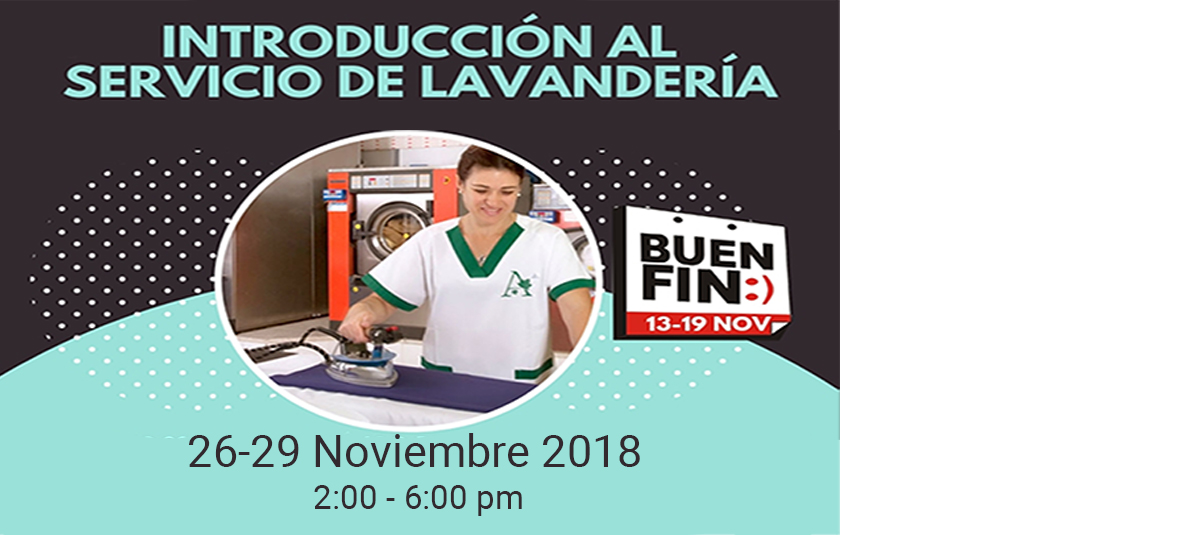 INTRODUCCIÓN AL
SERVICIO DE LAVANDERÍA
A
BUEN
FIN:)
13-19 NOV
26-29 Noviembre 2018
2:00 - 6:00 pm